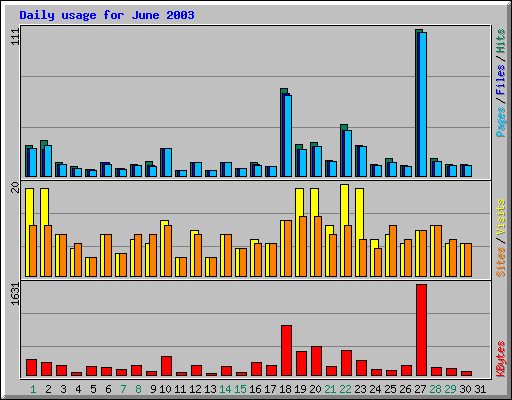 Daily usage for June 2003
111
Pages / Files / Hits
20
Sites / Visits
1631
KBytes
1 2 3 4 5 6 7 8 9 10 11 12 13 14 15 16 17 18 19 20 21 22 23 24 25 26 27 28 29 30 31